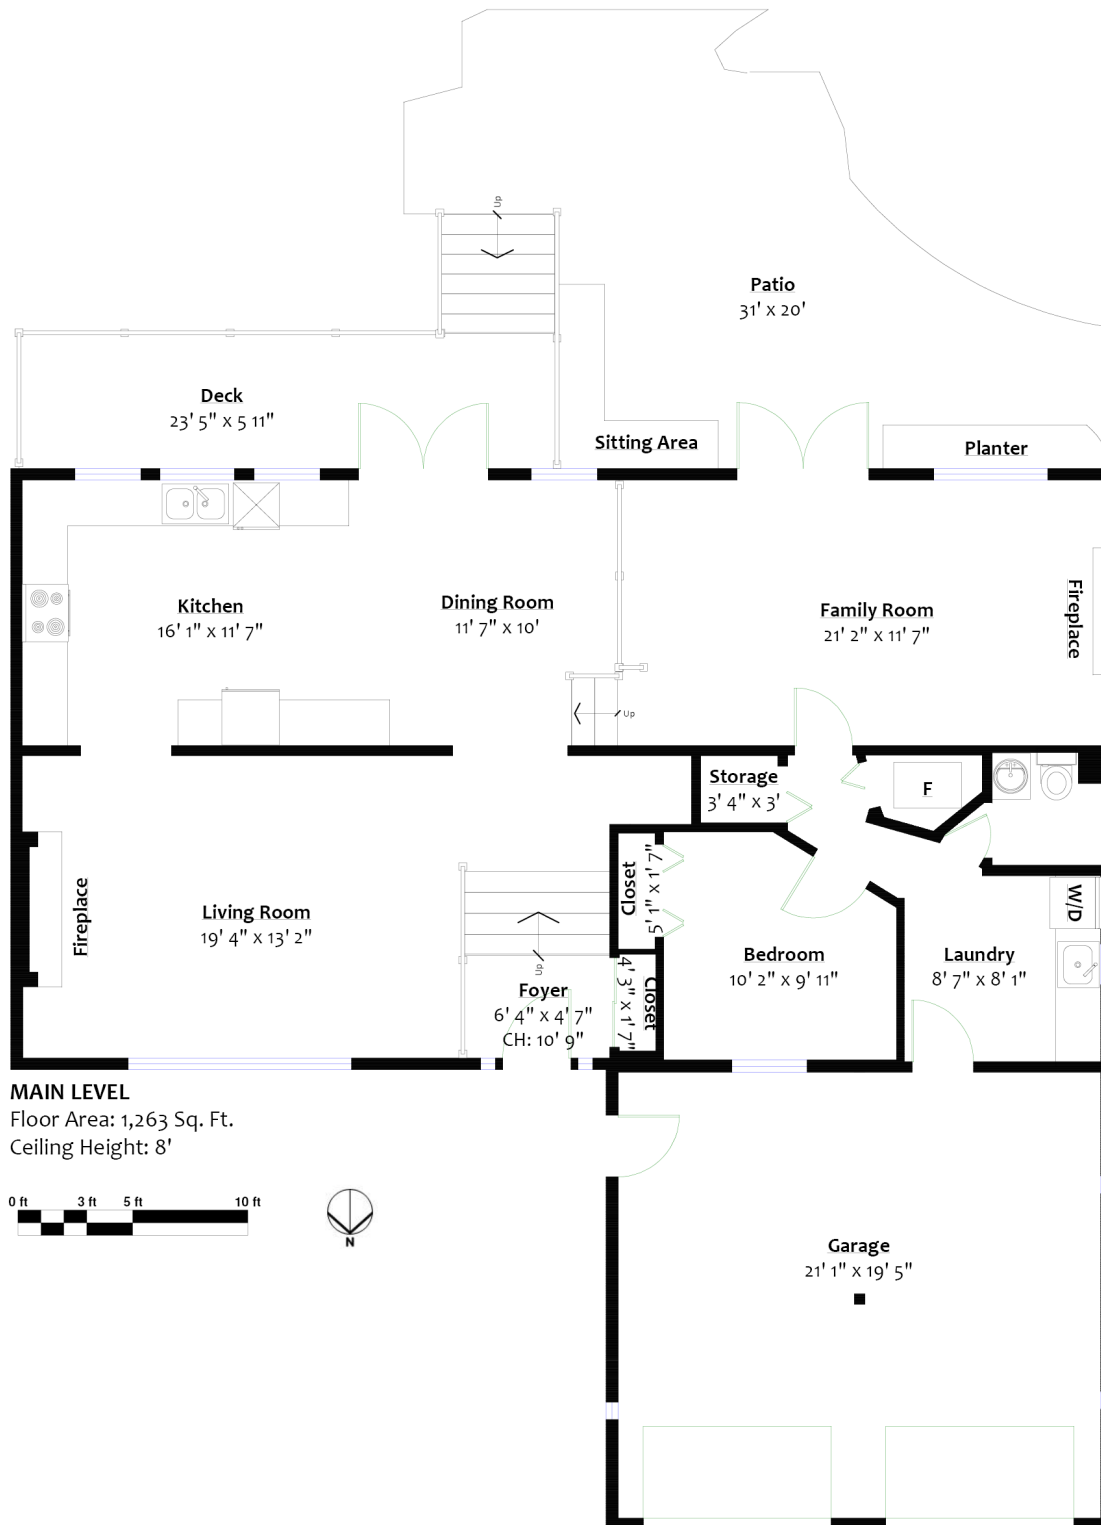 Up
Patio
31' x 20'
Deck
23' 5" x 5 11"
Sitting Area
Planter
Kitchen
16' 1" x 11' 7"
Dining Room
11' 7" x 10'
Family Room
21' 2" x 11' 7"
Fireplace
Up
Storage
3' 4" x 3'
F
Closet
5' 1" x 1' 7"
Fireplace
Living Room
19' 4" x 13' 2"
W/D
Bedroom
10' 2" x 9' 11"
Laundry
8' 7" x 8' 1"
Up
Foyer
6' 4" x 4' 7"
CH: 10' 9"
Closet
4' 3" x 1' 7"
MAIN LEVEL
Floor Area: 1,263 Sq. Ft.
Ceiling Height: 8'
0 ft 3 ft 5 ft 10 ft
N
Garage
21' 1" x 19' 5"